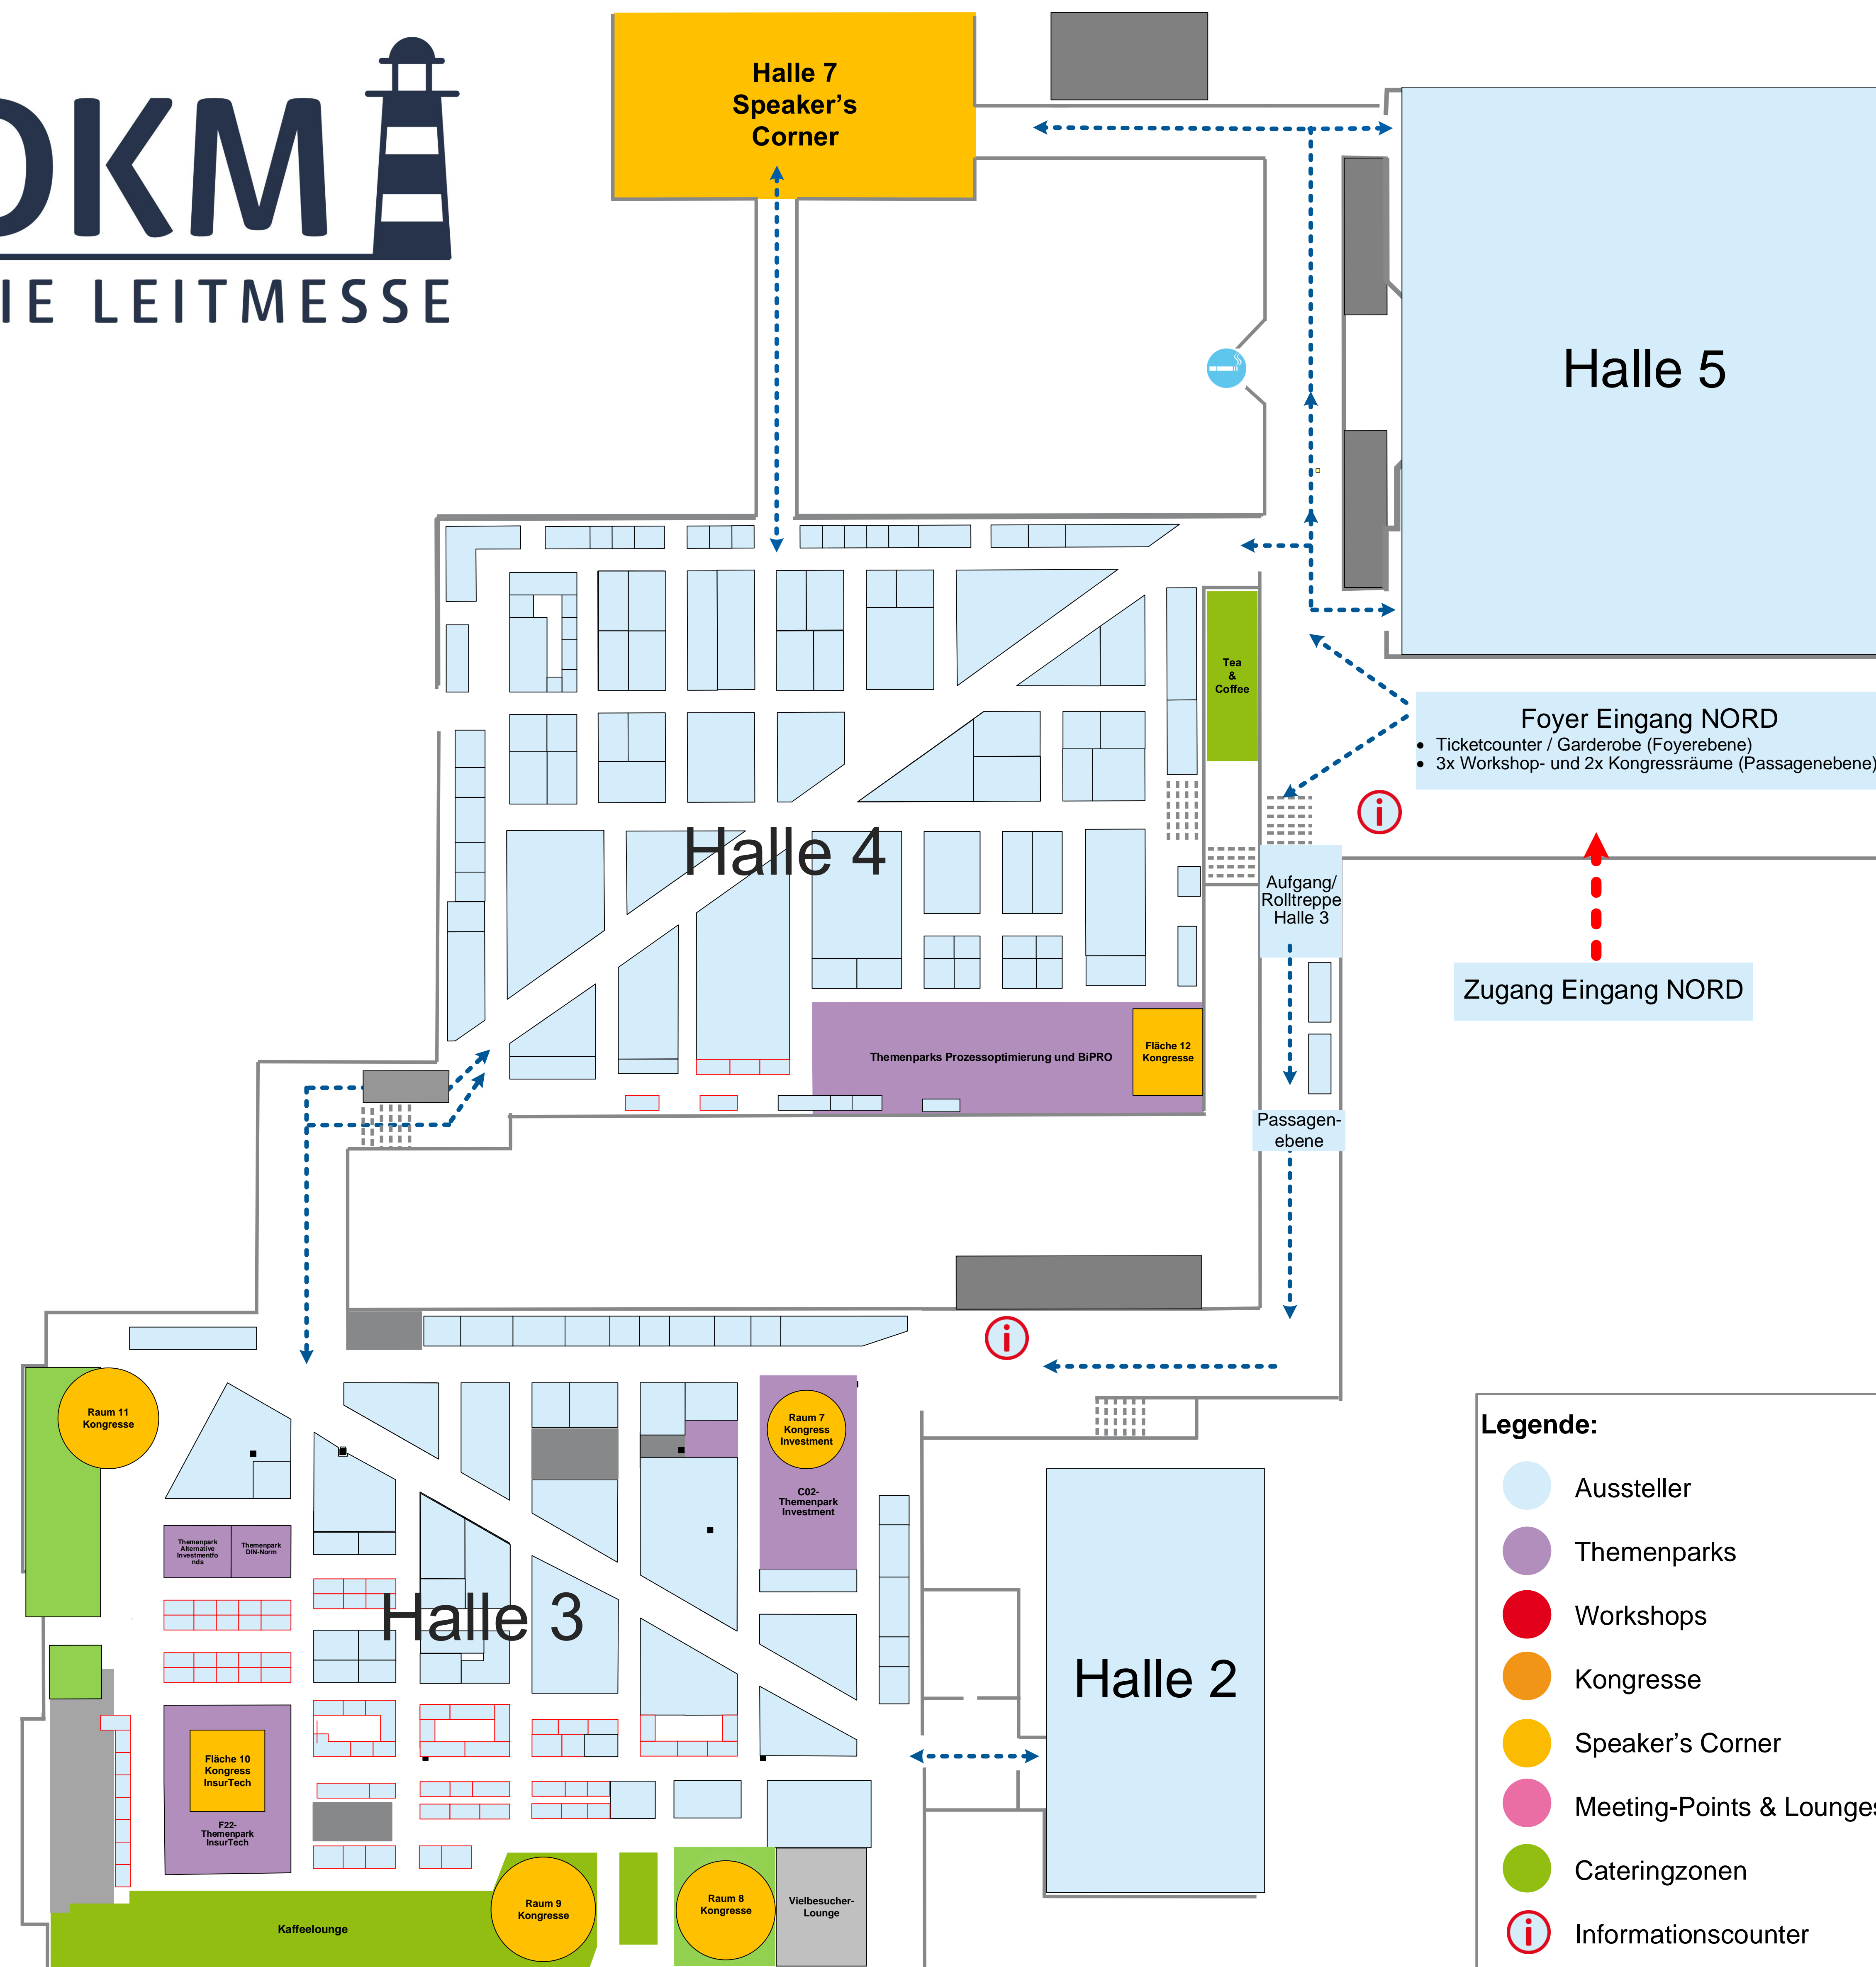 DKM
IE LEITMESSE
Halle 7
Speaker's
Corner
Halle 5
Tea
&
Coffee
Foyer Eingang NORD
• Ticketcounter / Garderobe (Foyerebene)
• 3x Workshop- und 2x Kongressräume (Passagenebene)
Halle 4
Aufgang/
Rolltreppe
Halle 3
Zugang Eingang NORD
Themenparks Prozessoptimierung und BiPRO
Fläche 12
Kongresse
Passagen-
ebene
Raum 11
Kongresse
Raum 7
Kongress
Investment
C02-
Themenpark
Investment
Themenpark
Alternative
Investmentfo
nds
Themenpark
DIN-Norm
Halle 3
Halle 2
Fläche 10
Kongress
InsurTech
F22-
Themenpark
InsurTech
Raum 9
Kongresse
Raum 8
Kongresse
Vielbesucher-
Lounge
Kaffeelounge
Legende:
Aussteller
Themenparks
Workshops
Kongresse
Speaker's Corner
Meeting-Points & Lounges
Cateringzonen
Informationscounter